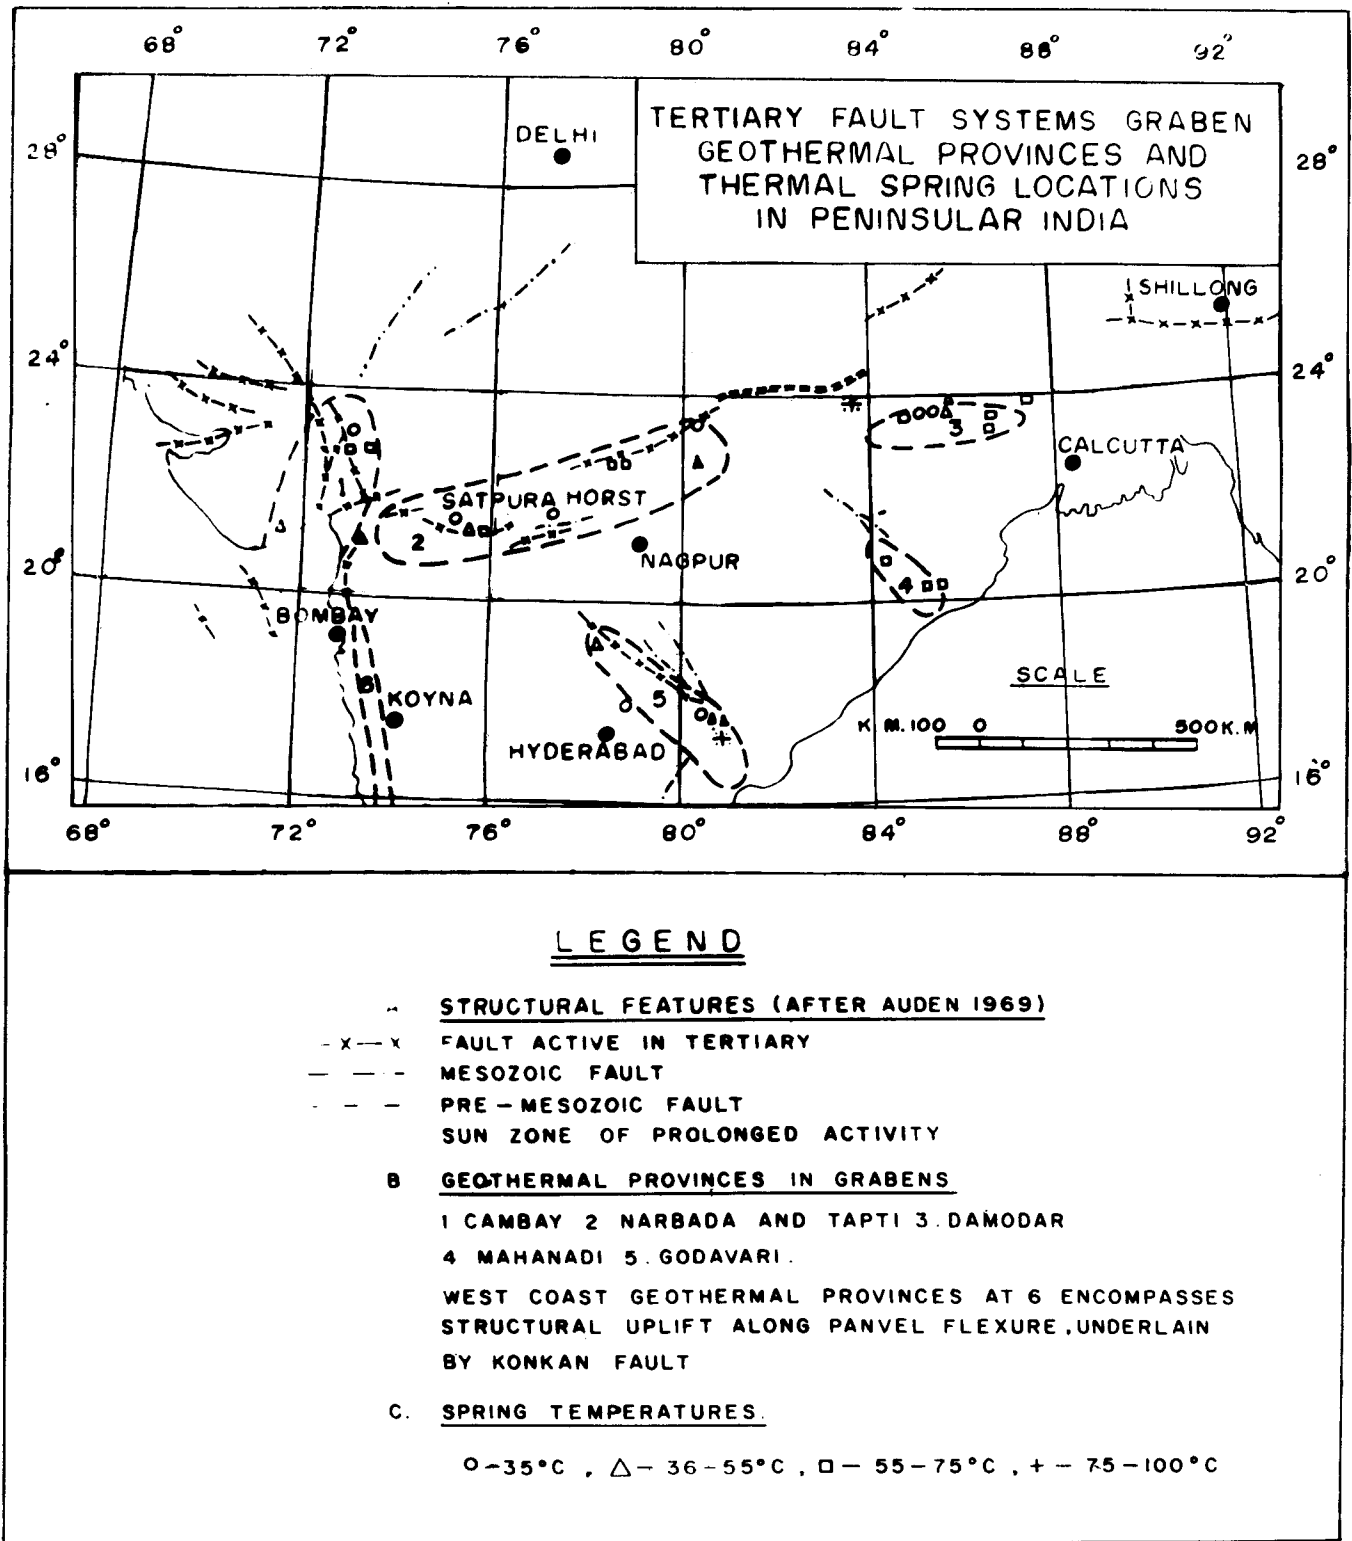 68° 72° 76° 80° 84° 88° 92°
TERTIARY FAULT SYSTEMS GRABEN
GEOTHERMAL PROVINCES AND
THERMAL SPRING LOCATIONS
IN PENINSULAR INDIA
DELHI
28° 28°
SHILLONG
24° 24°
3
CALCUTTA
1
SATPURA HORST
2
NAGPUR
20° 20°
4
BOMBAY
SCALE
6
KOYNA
5
K M.100 0 500K.M
HYDERABAD
16° 16°
68° 72° 76° 80° 84° 88° 92°
LEGEND
STRUCTURAL FEATURES (AFTER AUDEN 1969)
- x — x FAULT ACTIVE IN TERTIARY
MESOZOIC FAULT
PRE - MESOZOIC FAULT
SUN ZONE OF PROLONGED ACTIVITY
B GEOTHERMAL PROVINCES IN GRABENS
1 CAMBAY 2 NARBADA AND TAPTI 3. DAMODAR
4 MAHANADI 5. GODAVARI.
WEST COAST GEOTHERMAL PROVINCES AT 6 ENCOMPASSES
STRUCTURAL UPLIFT ALONG PANVEL FLEXURE, UNDERLAIN
BY KONKAN FAULT
C. SPRING TEMPERATURES.
O-35°C , △- 36-55°C , □- 55-75°C , + - 75-100°C